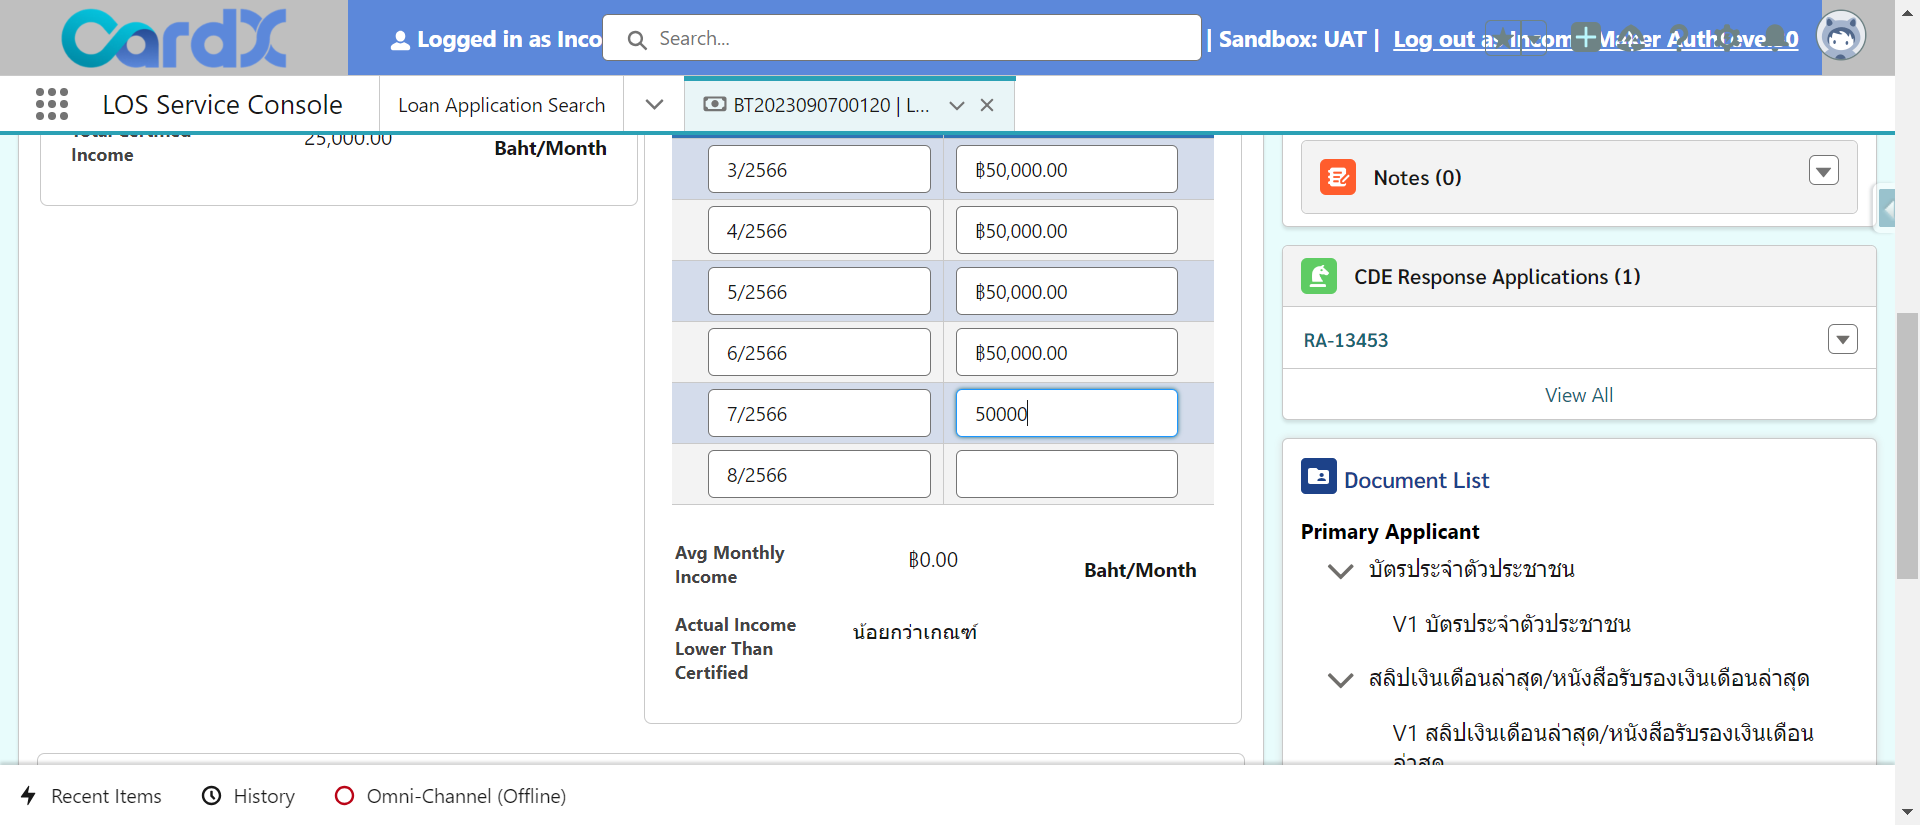 CardX
Logged in as Inco
Search...
| Sandbox: UAT |
LOS Service Console
Loan Application Search
BT2023090700120 | L...
Income
25,000.00
Baht/Month
3/2566
฿50,000.00
4/2566
฿50,000.00
5/2566
฿50,000.00
6/2566
฿50,000.00
7/2566
50000
8/2566
Avg Monthly
Income
฿0.00
Baht/Month
Actual Income
Lower Than
Certified
น้อยกว่าเกณฑ์
Notes (0)
CDE Response Applications (1)
RA-13453
View All
Document List
Primary Applicant
บัตรประจำตัวประชาชน
V1 บัตรประจำตัวประชาชน
สลิปเงินเดือนล่าสุด/หนังสือรับรองเงินเดือนล่าสุด
V1 สลิปเงินเดือนล่าสุด/หนังสือรับรองเงินเดือน
ล่าสุด
Recent Items
History
Omni-Channel (Offline)